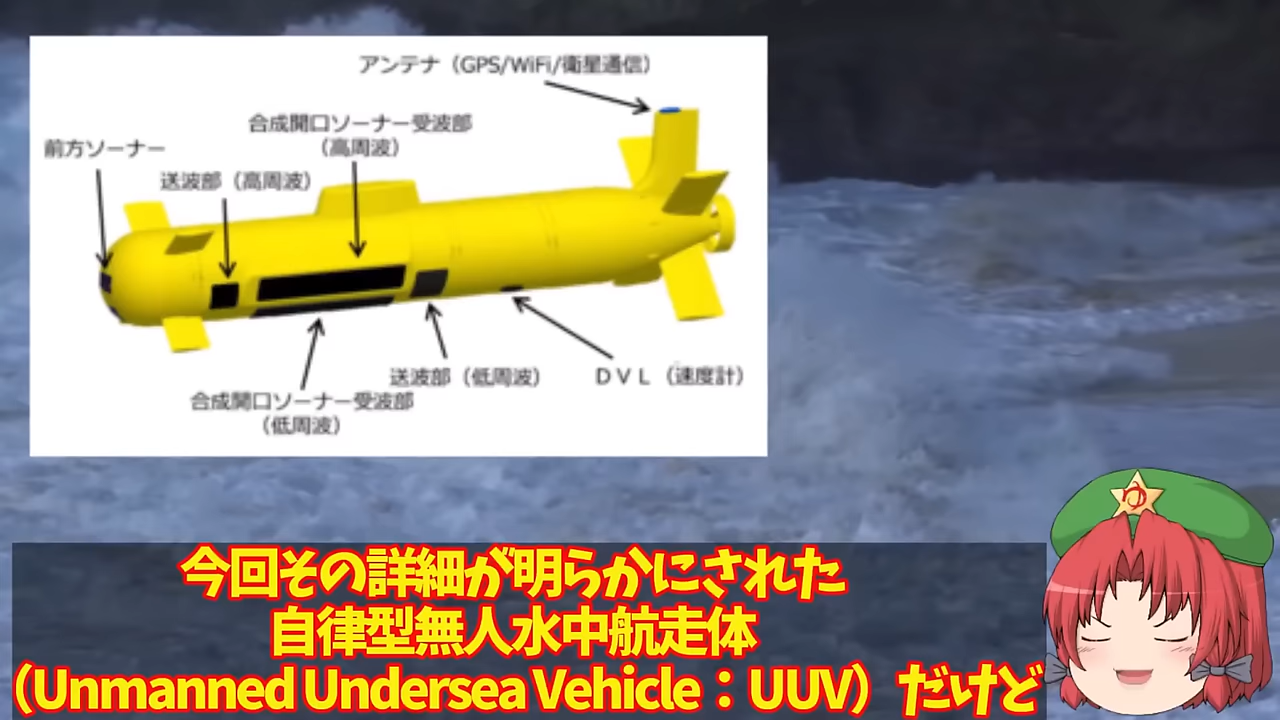 アンテナ（GPS/WiFi/衛星通信）
合成開口ソーナー受波部
（高周波）
前方ソーナー
送波部（高周波）
送波部（低周波）
ＤＶＬ（速度計）
合成開口ソーナー受波部
（低周波）
ゆ
今回その詳細が明らかにされた
自律型無人水中航走体
（Unmanned Undersea Vehicle：UUV）だけど